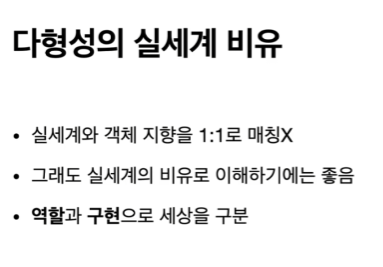 다형성의 실세계 비유
• 실세계와 객체 지향을 1:1로 매칭X
• 그래도 실세계의 비유로 이해하기에는 좋음
• 역할과 구현으로 세상을 구분